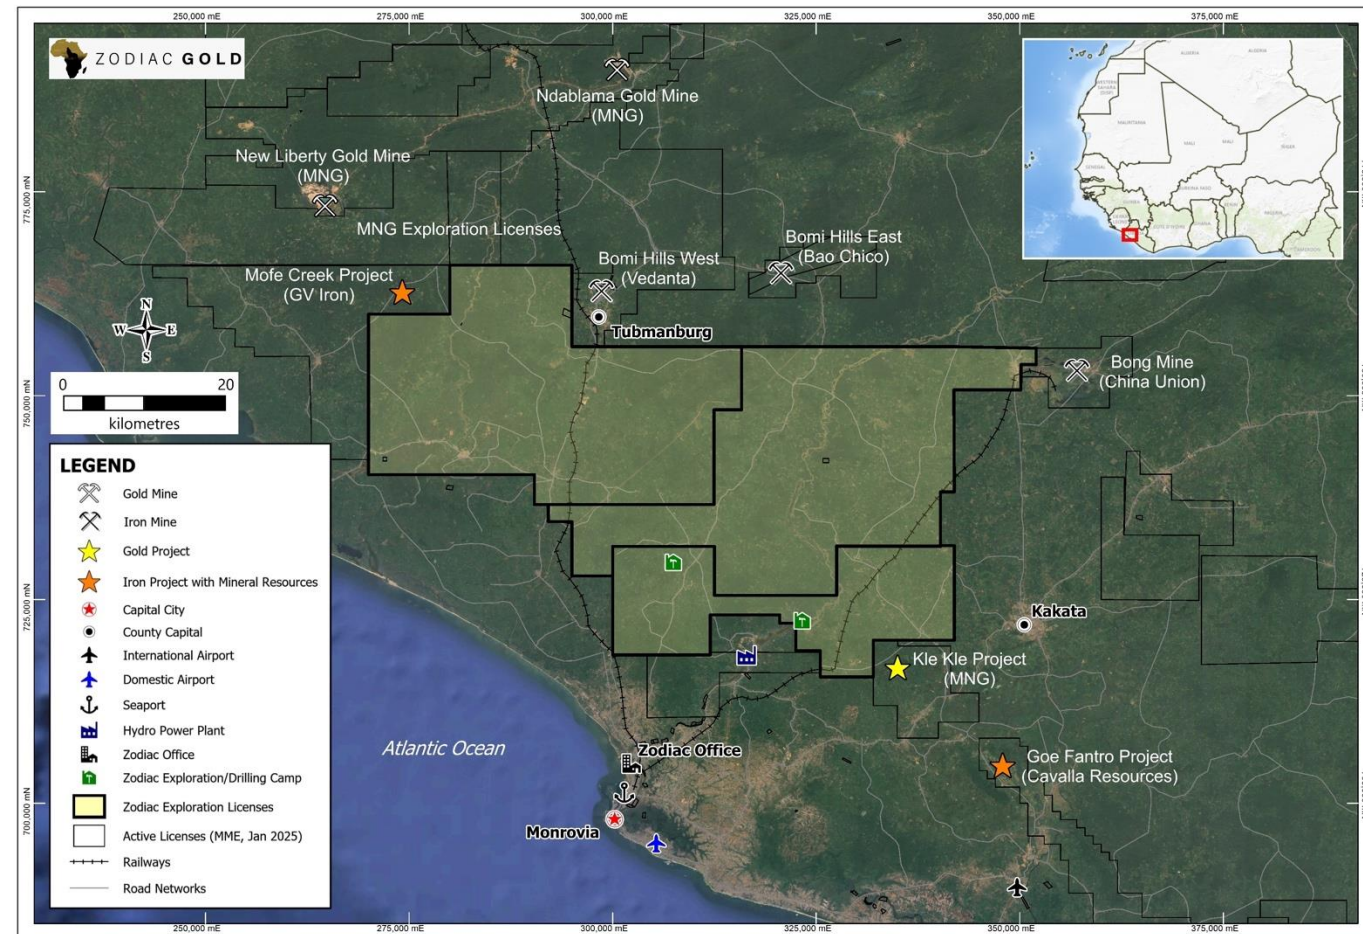 250,000 mE
275,000 mE
300,000 mE
325,000 mE
350,000 mE
375,000 mE
ZODIAC GOLD
Ndablama Gold Mine
(MNG)
New Liberty Gold Mine
(MNG)
MNG Exploration Licenses
Bomi Hills East
(Bao Chico)
Bomi Hills West
(Vedanta)
Mofe Creek Project
(GV Iron)
Tubmanburg
Bong Mine
(China Union)
775,000 mN
750,000 mN
725,000 mN
700,000 mN
N
W
E
S
0
20
kilometres
LEGEND
Gold Mine
Iron Mine
Gold Project
Iron Project with Mineral Resources
Capital City
County Capital
International Airport
Domestic Airport
Seaport
Hydro Power Plant
Zodiac Office
Zodiac Exploration/Drilling Camp
Zodiac Exploration Licenses
Active Licenses (MME, Jan 2025)
Railways
Road Networks
Kakata
Kle Kle Project
(MNG)
Goe Fantro Project
(Cavalla Resources)
Atlantic Ocean
Zodiac Office
Monrovia
ALGERIA
MAURITANIA
MALI
NIGERIA
250,000 mE
275,000 mE
300,000 mE
325,000 mE
350,000 mE
375,000 mE